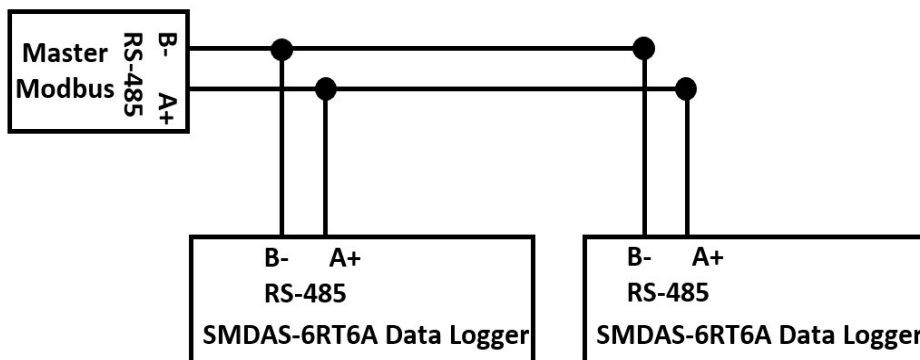 Master
Modbus
RS-485
B-
A+
B- A+
RS-485
SMDAS-6RT6A Data Logger
B- A+
RS-485
SMDAS-6RT6A Data Logger